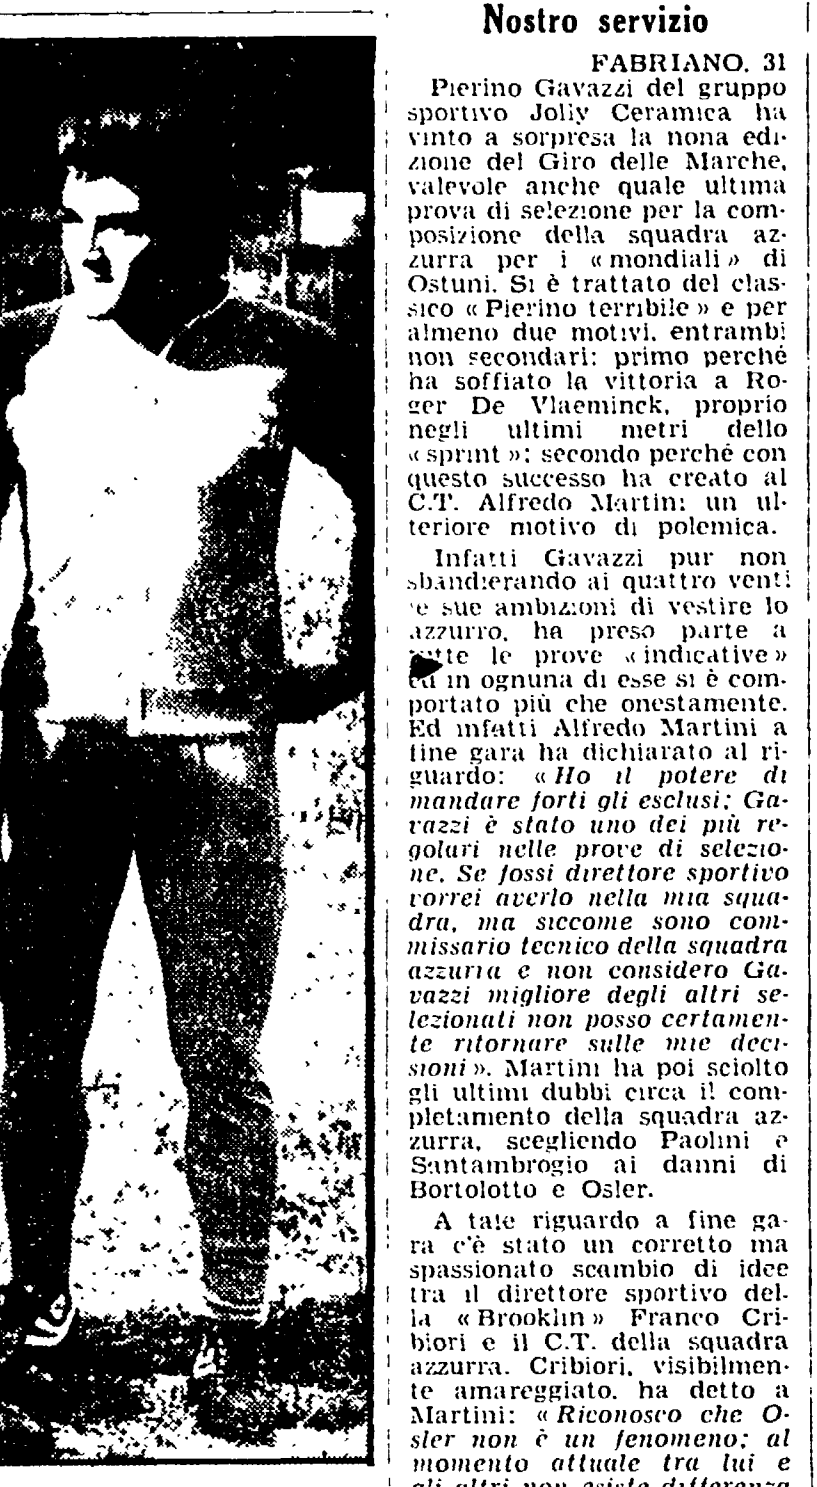 Nostro servizio
FABRIANO, 31
Pierino Gavazzi del gruppo
sportivo Jolly Ceramica ha
vinto a sorpresa la nona edi-
zione del Giro delle Marche,
valevole anche quale ultima
prova di selezione per la com-
posizione della squadra az-
zurra per i «mondiali» di
Ostuni. Si è trattato del clas-
sico «Pierino terribile» e per
almeno due motivi, entrambi
non secondari: primo perché
ha soffiato la vittoria a Ro-
ger De Vlaeminck, proprio
negli ultimi metri dello
«sprint»; secondo perché con
questo successo ha creato al
C.T. Alfredo Martini un ul-
teriore motivo di polemica.
Infatti Gavazzi pur non
sbandierando ai quattro venti
le sue ambizioni di vestire lo
azzurro, ha preso parte a
tutte le prove «indicative»
ed in ognuna di esse si è com-
portato più che onestamente.
Ed infatti Alfredo Martini a
fine gara ha dichiarato al ri-
guardo: «Ho il potere di
mandare forti gli esclusi; Ga-
vazzi è stato uno dei più re-
golari nelle prove di selezio-
ne. Se fossi direttore sportivo
vorrei averlo nella mia squa-
dra, ma siccome sono com-
missario tecnico della squadra
azzurra e non considero Ga-
vazzi migliore degli altri se-
lezionati non posso certamen-
te ritornare sulle mie deci-
sioni». Martini ha poi sciolto
gli ultimi dubbi circa il com-
pletamento della squadra az-
zurra, scegliendo Paolini e
Santambrogio ai danni di
Bortolotto e Osler.
A tale riguardo a fine ga-
ra c'è stato un corretto ma
spassionato scambio di idee
tra il direttore sportivo del-
la «Brooklin» Franco Cri-
biori e il C.T. della squadra
azzurra. Cribiori, visibilmen-
te amareggiato, ha detto a
Martini: «Riconosco che O-
sler non è un fenomeno; al
momento attuale tra lui e
gli altri non esiste differenza